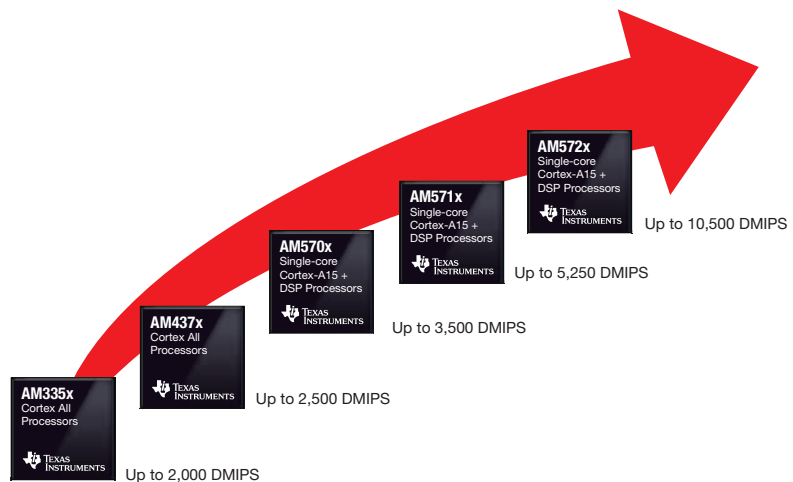 AM572x
Single-core
Cortex-A15 +
DSP Processors
TEXAS
INSTRUMENTS
Up to 10,500 DMIPS
AM571x
Single-core
Cortex-A15 +
DSP Processors
TEXAS
INSTRUMENTS
Up to 5,250 DMIPS
AM570x
Single-core
Cortex-A15 +
DSP Processors
TEXAS
INSTRUMENTS
Up to 3,500 DMIPS
AM437x
Cortex All
Processors
TEXAS
INSTRUMENTS
Up to 2,500 DMIPS
AM335x
Cortex All
Processors
TEXAS
INSTRUMENTS
Up to 2,000 DMIPS